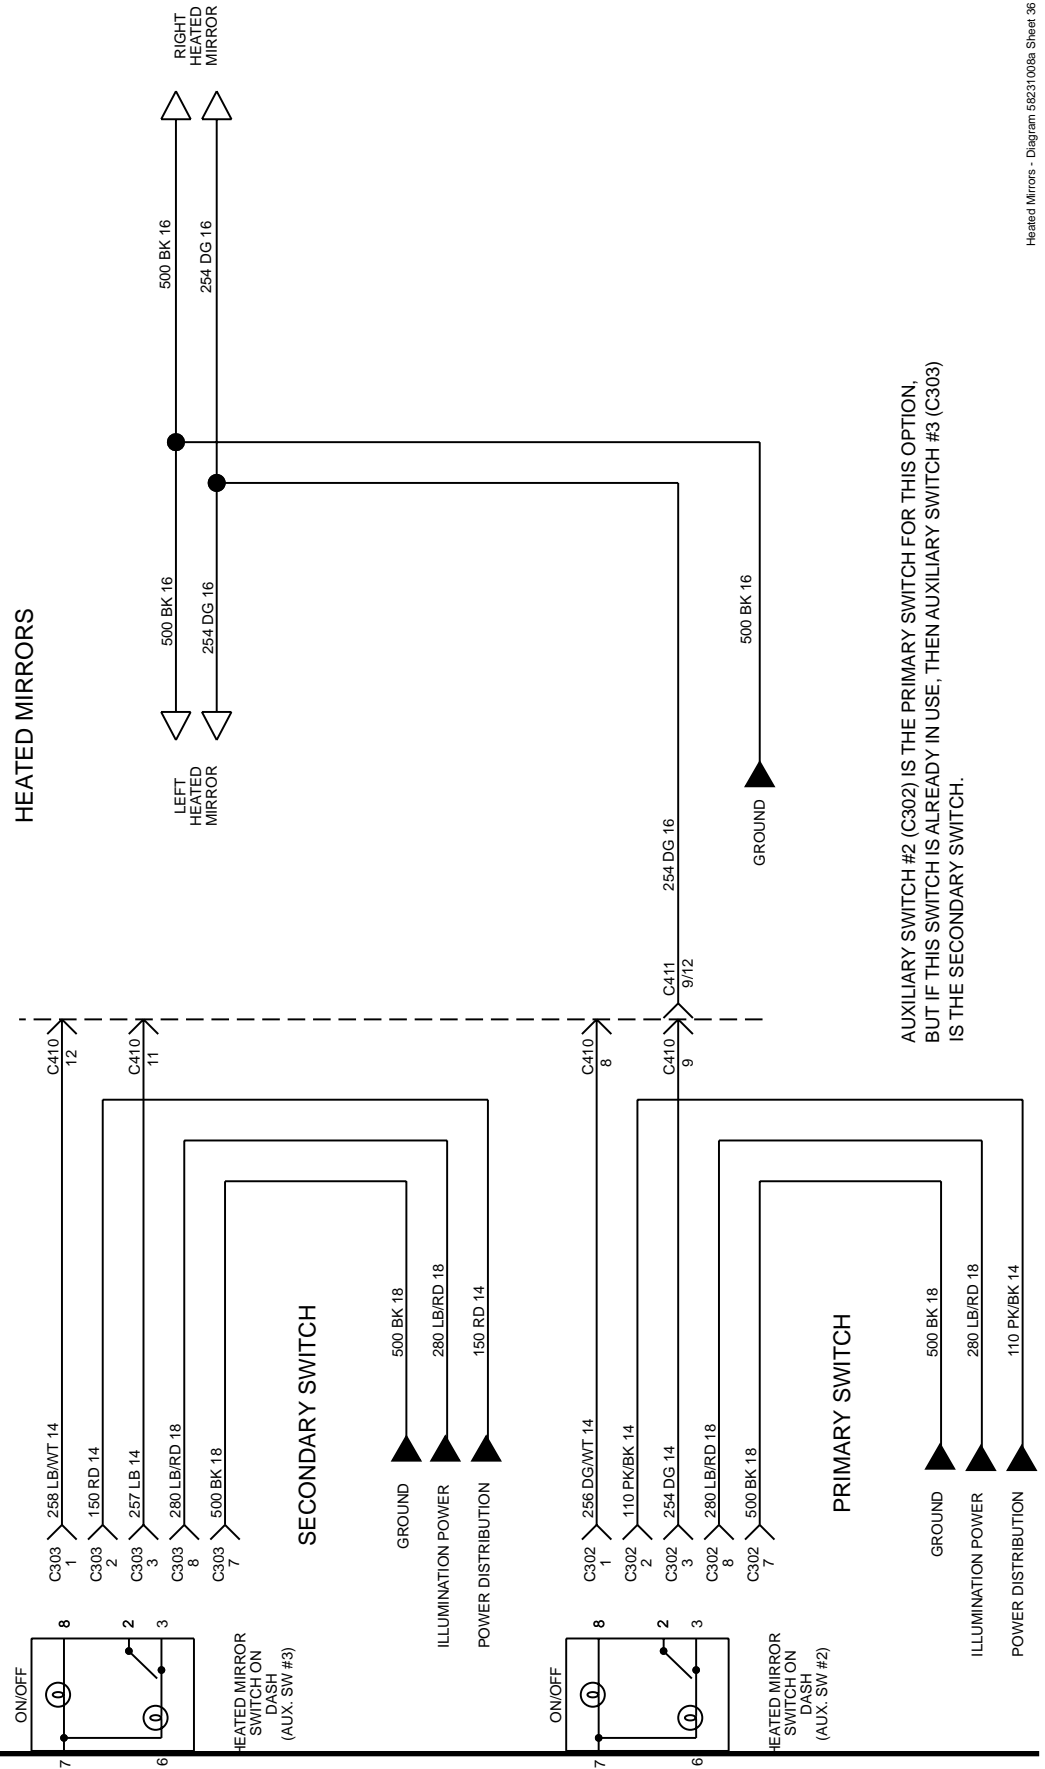 HEATED MIRRORS
ON/OFF
7
8
2
3
6
HEATED MIRROR
SWITCH ON
DASH
(AUX. SW #3)
C303
1
258 LB/WT 14
C410
12
C303
2
150 RD 14
C303
3
257 LB 14
C410
11
C303
8
280 LB/RD 18
C303
7
500 BK 18
SECONDARY SWITCH
GROUND
500 BK 18
ILLUMINATION POWER
280 LB/RD 18
POWER DISTRIBUTION
150 RD 14
LEFT
HEATED
MIRROR
500 BK 16
254 DG 16
500 BK 16
254 DG 16
RIGHT
HEATED
MIRROR
ON/OFF
7
8
2
3
6
HEATED MIRROR
SWITCH ON
DASH
(AUX. SW #2)
C302
1
256 DG/WT 14
C410
8
C302
2
110 PK/BK 14
C302
3
254 DG 14
C410
9
C411
9/12
254 DG 16
C302
8
280 LB/RD 18
C302
7
500 BK 18
GROUND
500 BK 16
PRIMARY SWITCH
GROUND
500 BK 18
ILLUMINATION POWER
280 LB/RD 18
POWER DISTRIBUTION
110 PK/BK 14
AUXILIARY SWITCH #2 (C302) IS THE PRIMARY SWITCH FOR THIS OPTION,
BUT IF THIS SWITCH IS ALREADY IN USE, THEN AUXILIARY SWITCH #3 (C303)
IS THE SECONDARY SWITCH.
Heated Mirrors - Diagram 58231008a Sheet 36